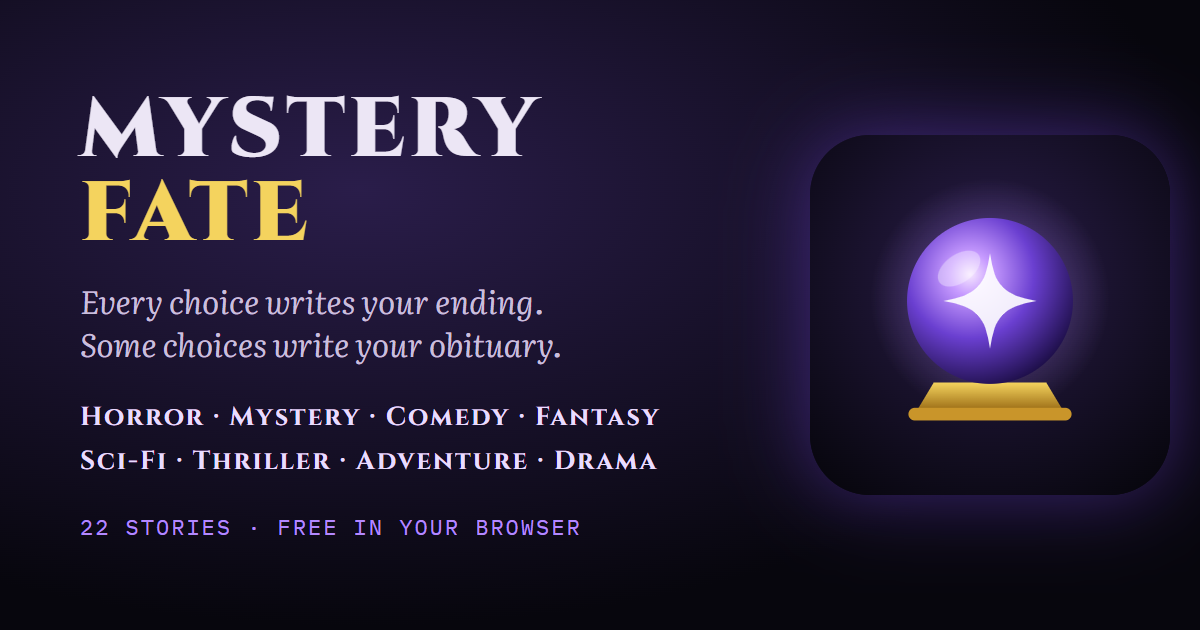 MYSTERY
FATE
Every choice writes your ending.
Some choices write your obituary.
Horror · Mystery · Comedy · Fantasy
Sci-Fi · Thriller · Adventure · Drama
22 STORIES · FREE IN YOUR BROWSER